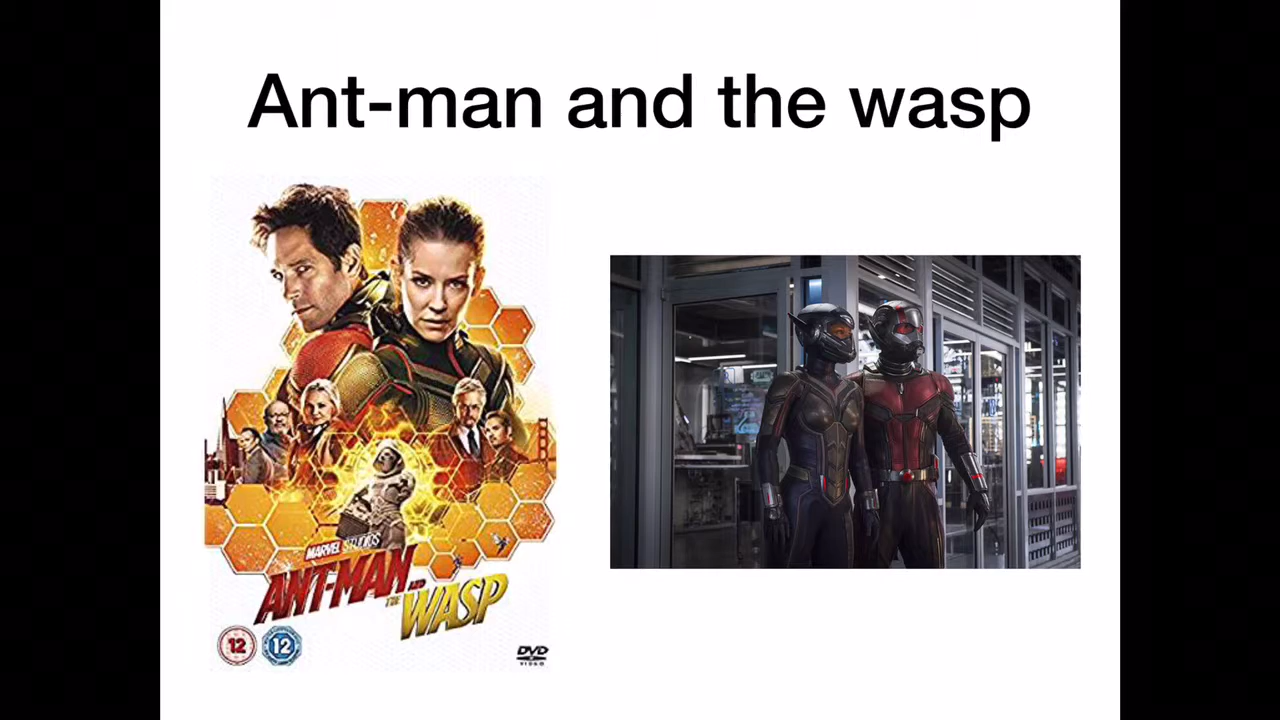 Ant-man and the wasp
MARVEL STUDIOS
ANT-MAN AND
THE WASP
12 12
DVD
VIDEO